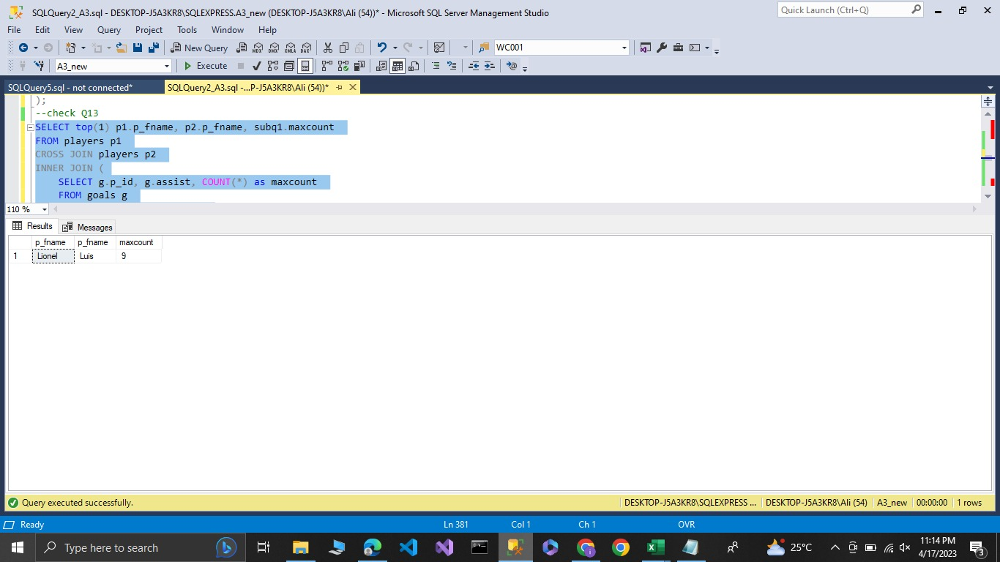 SQLQuery2_A3.sql - DESKTOP-J5A3KR8\SQLEXPRESS.A3_new (DESKTOP-J5A3KR8\Ali (54))* - Microsoft SQL Server Management Studio
Quick Launch (Ctrl+Q)
File Edit View Query Project Tools Window Help
New Query MDX DMX XMLA DAX WC001
A3_new Execute
SQLQuery5.sql - not connected*
SQLQuery2_A3.sql -...P-J5A3KR8\Ali (54))*
);
--check Q13
SELECT top(1) p1.p_fname, p2.p_fname, subq1.maxcount
FROM players p1
CROSS JOIN players p2
INNER JOIN (
SELECT g.p_id, g.assist, COUNT(*) as maxcount
FROM goals g
110 %
Results Messages
p_fname p_fname maxcount
1 Lionel Luis 9
Query executed successfully.
DESKTOP-J5A3KR8\SQLEXPRESS ... DESKTOP-J5A3KR8\Ali (54) A3_new 00:00:00 1 rows
Ready Ln 381 Col 1 Ch 1 OVR
Type here to search
25°C
11:14 PM
4/17/2023
3